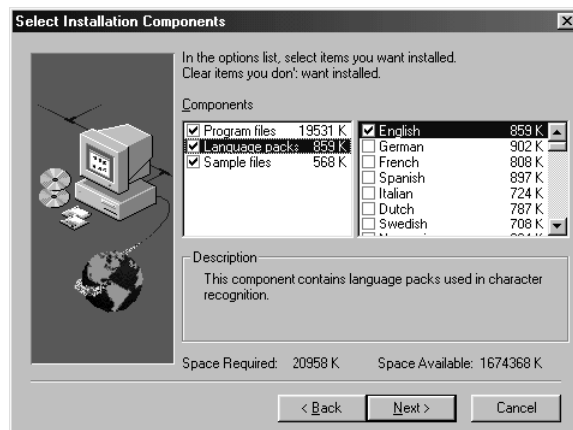 Select Installation Components
In the options list, select items you want installed.
Clear items you don't want installed.
Components
Program files 19531 K
Language packs 859 K
Sample files 568 K
English 859 K
German 902 K
French 808 K
Spanish 897 K
Italian 724 K
Dutch 787 K
Swedish 708 K
Description
This component contains language packs used in character
recognition.
Space Required: 20958 K Space Available: 1674368 K
< Back Next > Cancel